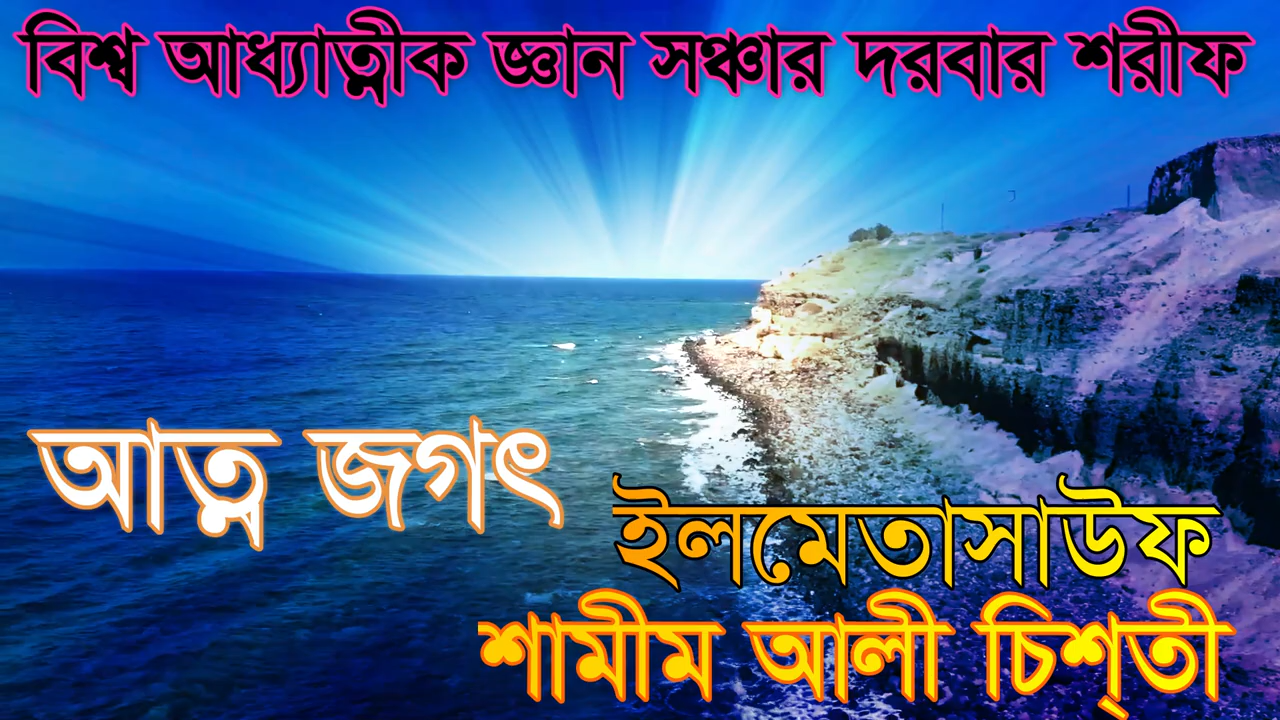 বিশ্ব আধ্যাত্নীক জ্ঞান সঞ্চার দরবার শরীফ
আত্ন জগৎ
ইলমেতাসাউফ
শামীম আলী চিশ্‌তী